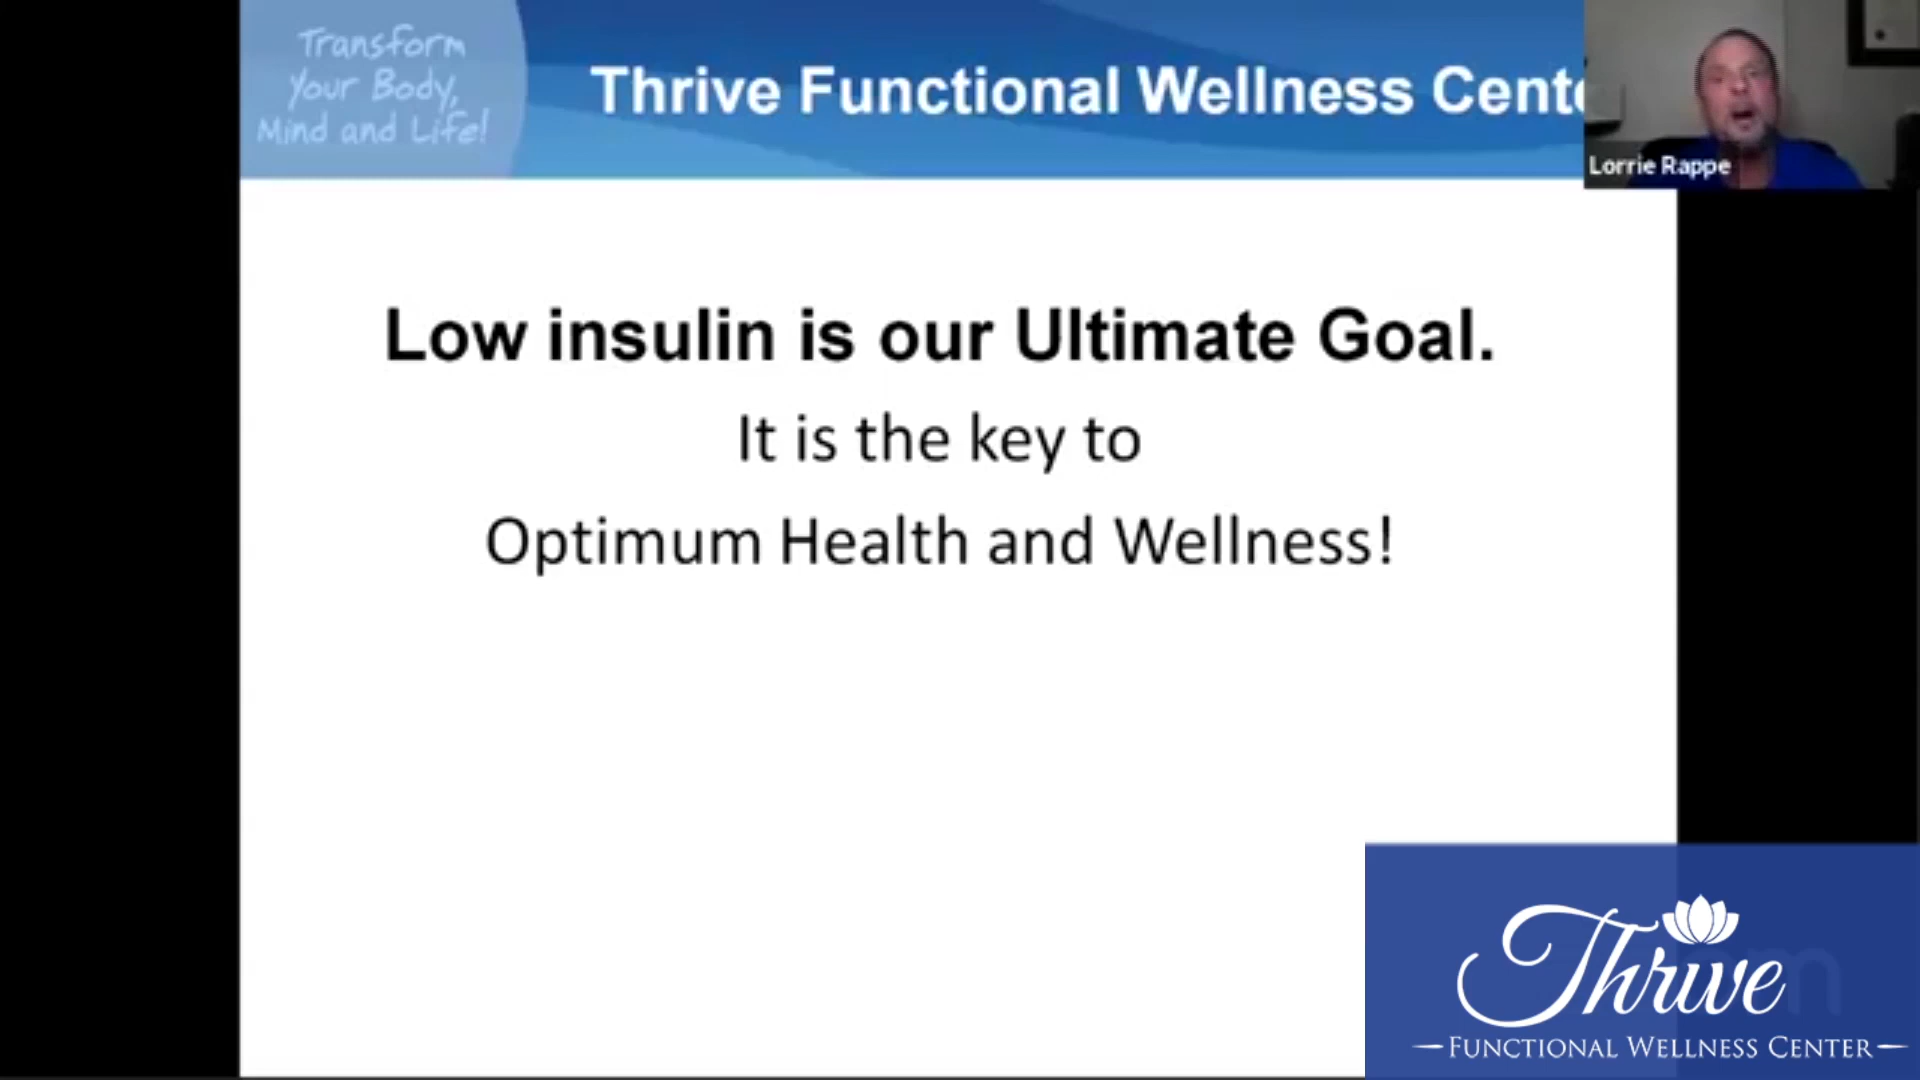 Transform
Your Body,
Mind and Life!
Thrive Functional Wellness Cent
Lorrie Rappe
Low insulin is our Ultimate Goal.
It is the key to
Optimum Health and Wellness!
Thrive
FUNCTIONAL WELLNESS CENTER